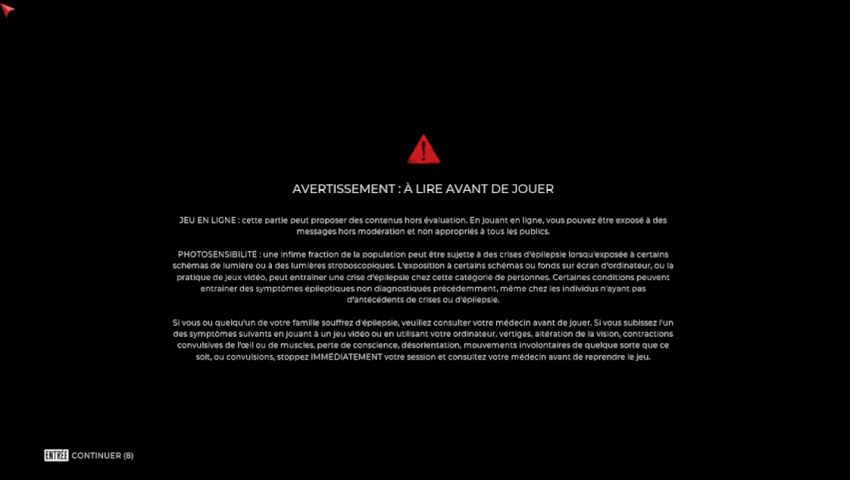 AVERTISSEMENT : À LIRE AVANT DE JOUER
JEU EN LIGNE : cette partie peut proposer des contenus hors évaluation. En jouant en ligne, vous pouvez être exposé à des
messages hors modération et non appropriés à tous les publics.
PHOTOSENSIBILITÉ : une infime fraction de la population peut être sujette à des crises d'épilepsie lorsqu'exposée à certains
schémas de lumière ou à des lumières stroboscopiques. L'exposition à certains schémas ou fonds sur écran d'ordinateur, ou la
pratique de jeux vidéo, peut entraîner une crise d'épilepsie chez cette catégorie de personnes. Certaines conditions peuvent
entraîner des symptômes épileptiques non diagnostiqués précédemment, même chez les individus n'ayant pas
d'antécédents de crises ou d'épilepsie.
Si vous ou quelqu'un de votre famille souffrez d'épilepsie, veuillez consulter votre médecin avant de jouer. Si vous subissez l'un
des symptômes suivants en jouant à un jeu vidéo ou en utilisant votre ordinateur, vertiges, altération de la vision, contractions
convulsives de l'œil ou de muscles, perte de conscience, désorientation, mouvements involontaires de quelque sorte que ce
soit, ou convulsions, stoppez IMMÉDIATEMENT votre session et consultez votre médecin avant de reprendre le jeu.
ENTRÉE CONTINUER (8)